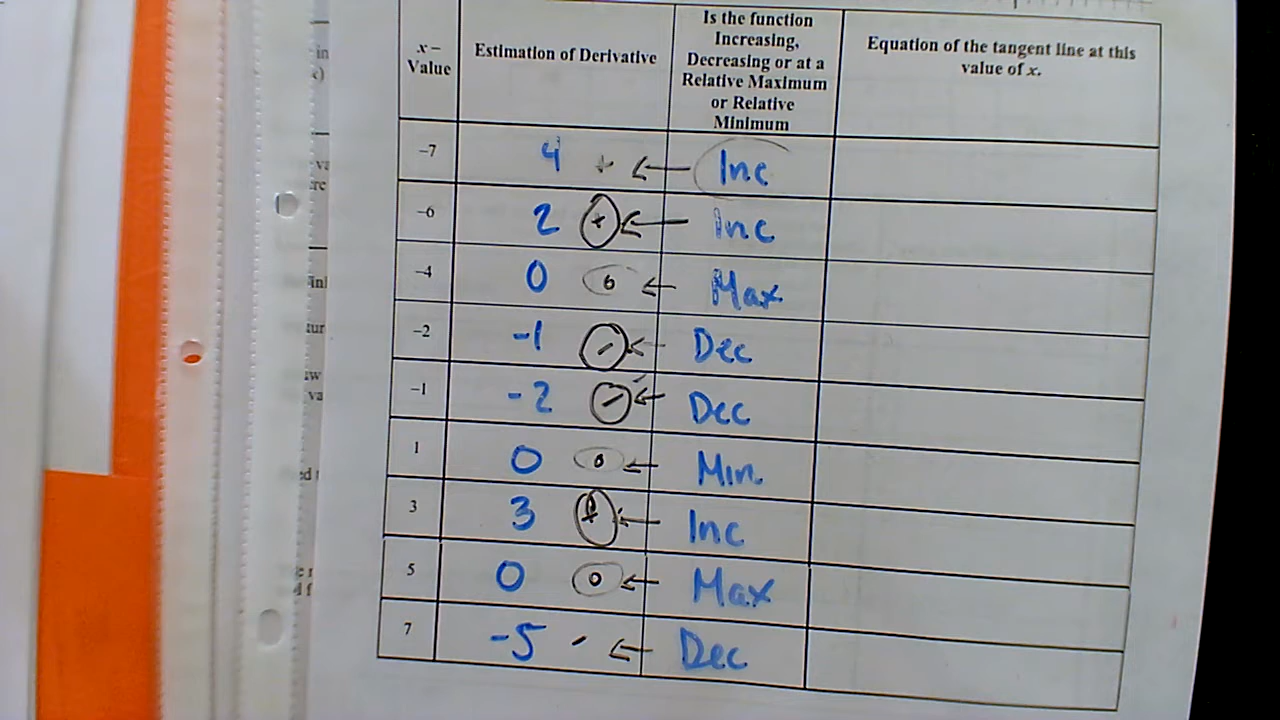 x – Value
Estimation of Derivative
Is the function
Increasing,
Decreasing or at a
Relative Maximum
or Relative
Minimum
Equation of the tangent line at this
value of x.
−7 4 + ← Inc
−6 2 + ← Inc
−4 0 0 ← Max
−2 -1 - ← Dec
−1 -2 - ← Dec
1 0 0 ← Min
3 3 + ← Inc
5 0 0 ← Max
7 -5 - ← Dec